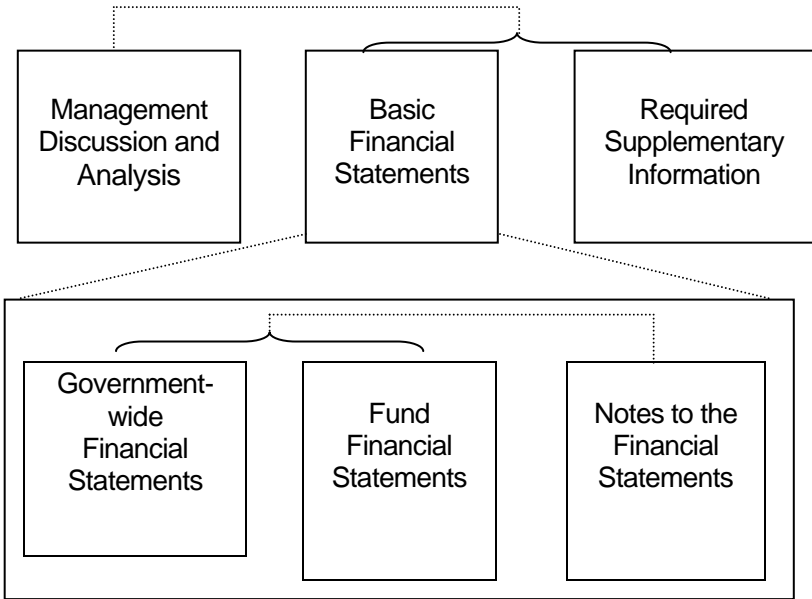 Management
Discussion and
Analysis
Basic
Financial
Statements
Required
Supplementary
Information
Government-
wide
Financial
Statements
Fund
Financial
Statements
Notes to the
Financial
Statements